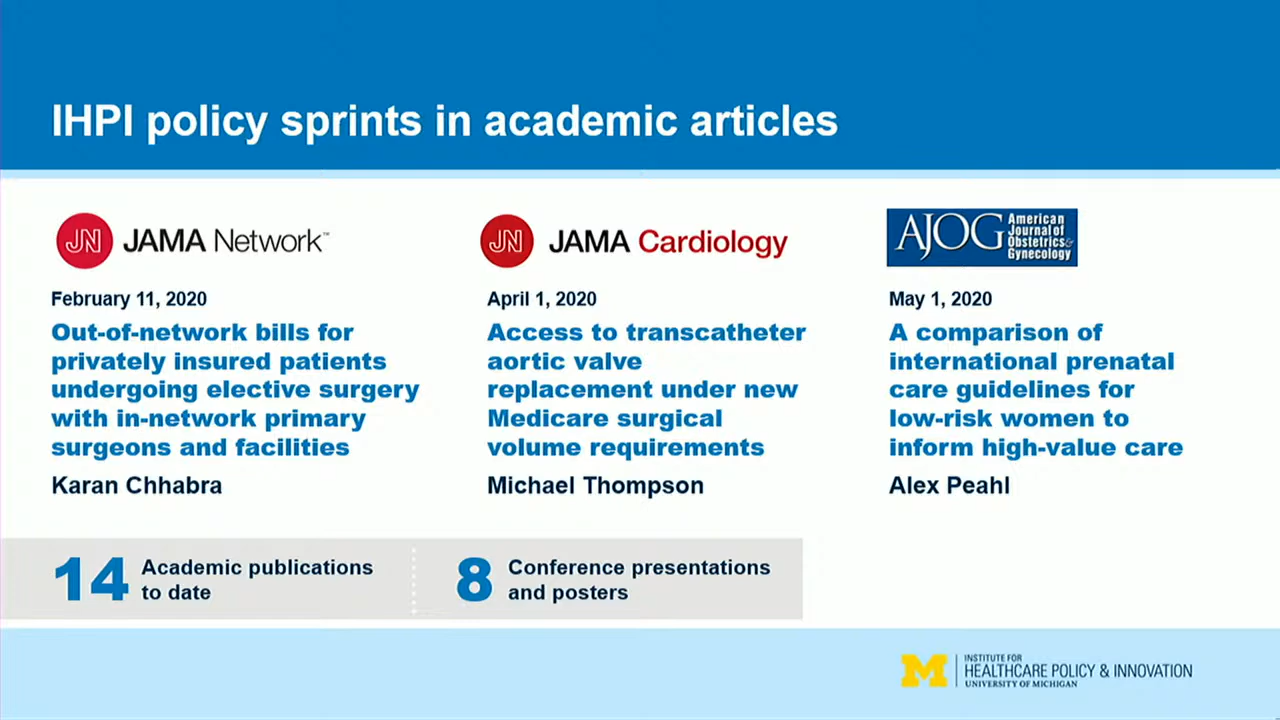 IHPI policy sprints in academic articles
JN JAMA Network™
February 11, 2020
Out-of-network bills for
privately insured patients
undergoing elective surgery
with in-network primary
surgeons and facilities
Karan Chhabra
JN JAMA Cardiology
April 1, 2020
Access to transcatheter
aortic valve
replacement under new
Medicare surgical
volume requirements
Michael Thompson
AJOG American
Journal of
Obstetrics &
Gynecology
May 1, 2020
A comparison of
international prenatal
care guidelines for
low-risk women to
inform high-value care
Alex Peahl
14 Academic publications
to date
8 Conference presentations
and posters
M INSTITUTE FOR
HEALTHCARE POLICY & INNOVATION
UNIVERSITY OF MICHIGAN